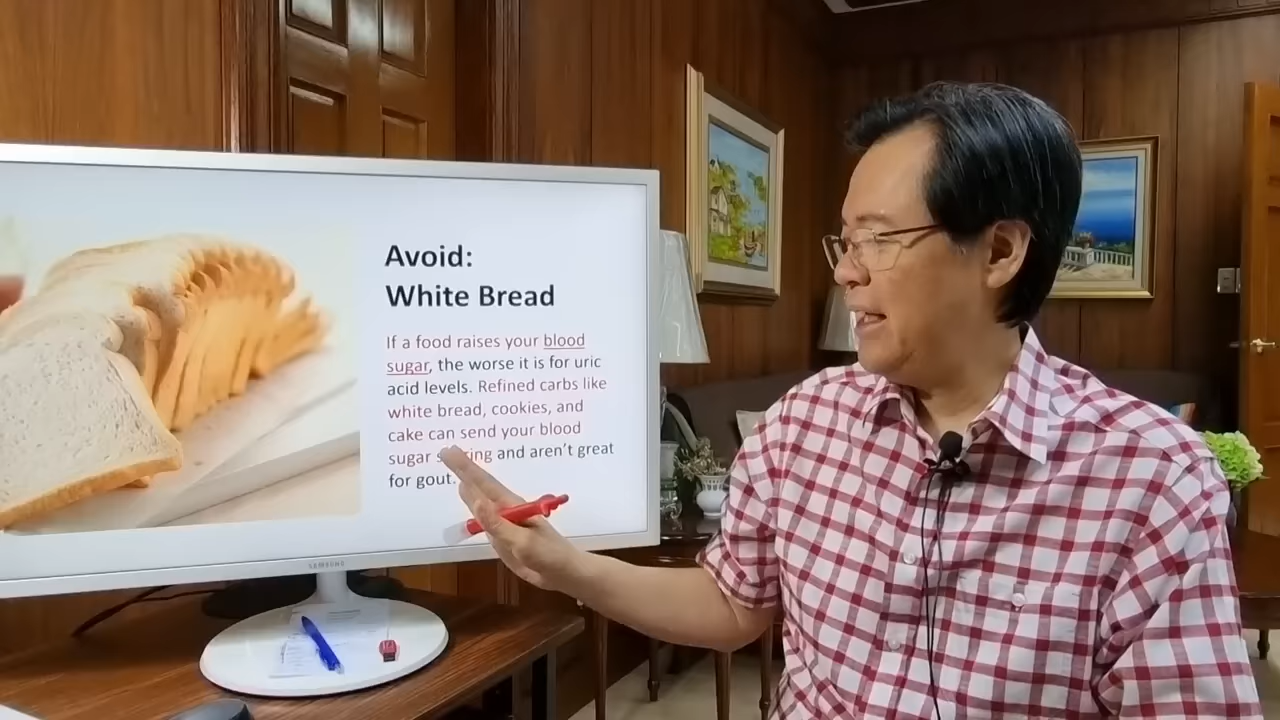 Avoid:
White Bread
If a food raises your blood
sugar, the worse it is for uric
acid levels. Refined carbs like
white bread, cookies, and
cake can send your blood
sugar and aren't great
for gout.
SAMSUNG